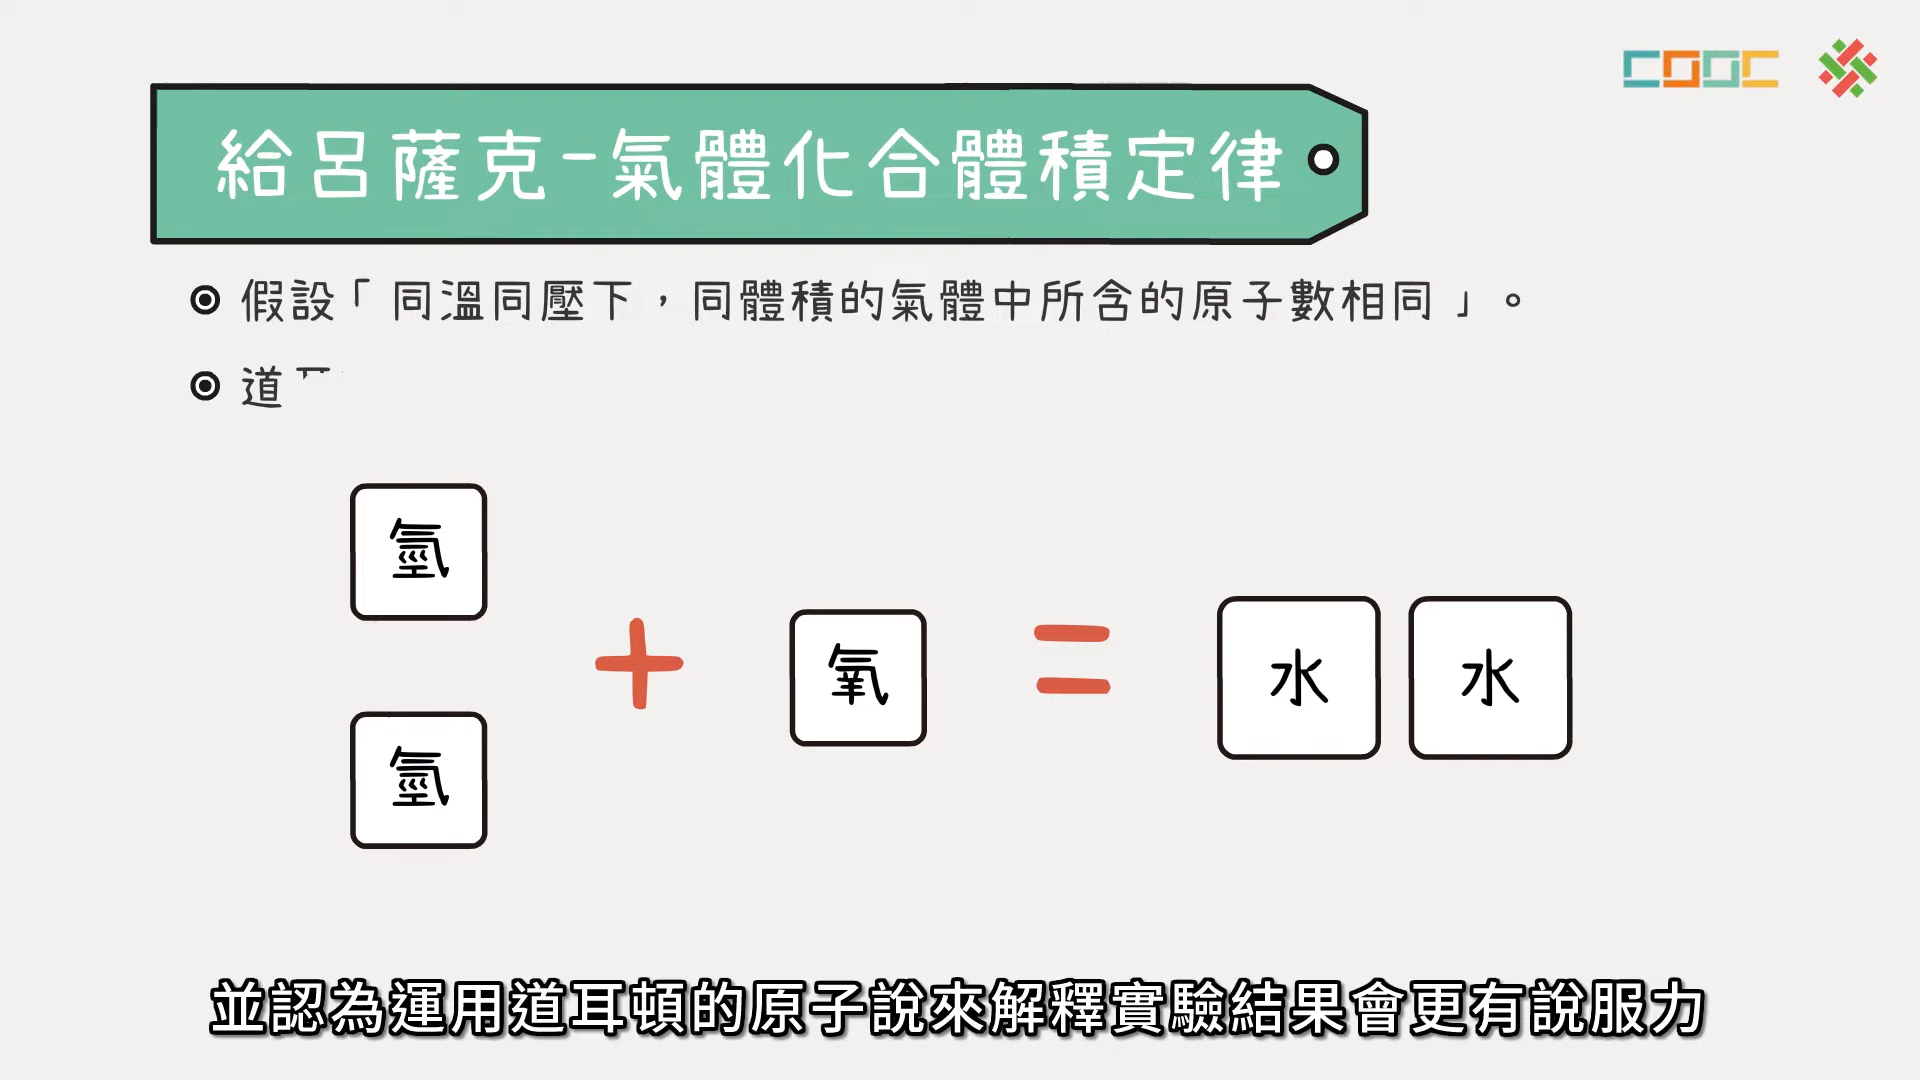 COOC
給呂薩克-氣體化合體積定律
假設「同溫同壓下，同體積的氣體中所含的原子數相同」。
道
氫
氫
+
氧
=
水 水
並認為運用道耳頓的原子說來解釋實驗結果會更有說服力